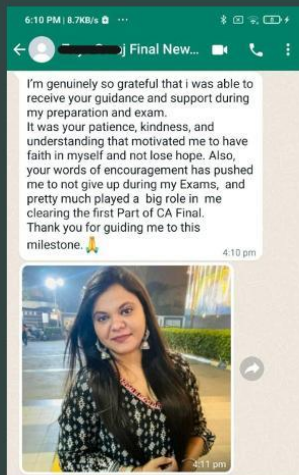 6:10 PM | 8.7KB/s
j Final New...
I'm genuinely so grateful that i was able to
receive your guidance and support during
my preparation and exam.
It was your patience, kindness, and
understanding that motivated me to have
faith in myself and not lose hope. Also,
your words of encouragement has pushed
me to not give up during my Exams, and
pretty much played a big role in me
clearing the first Part of CA Final.
Thank you for guiding me to this
milestone.🙏
4:10 pm
4:11 pm